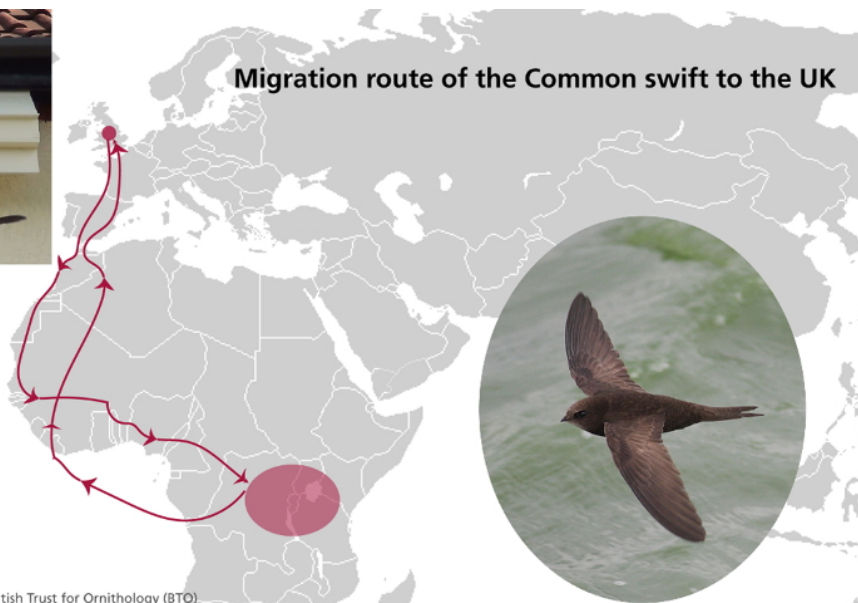 Migration route of the Common swift to the UK
tish Trust for Ornithology (BTO)